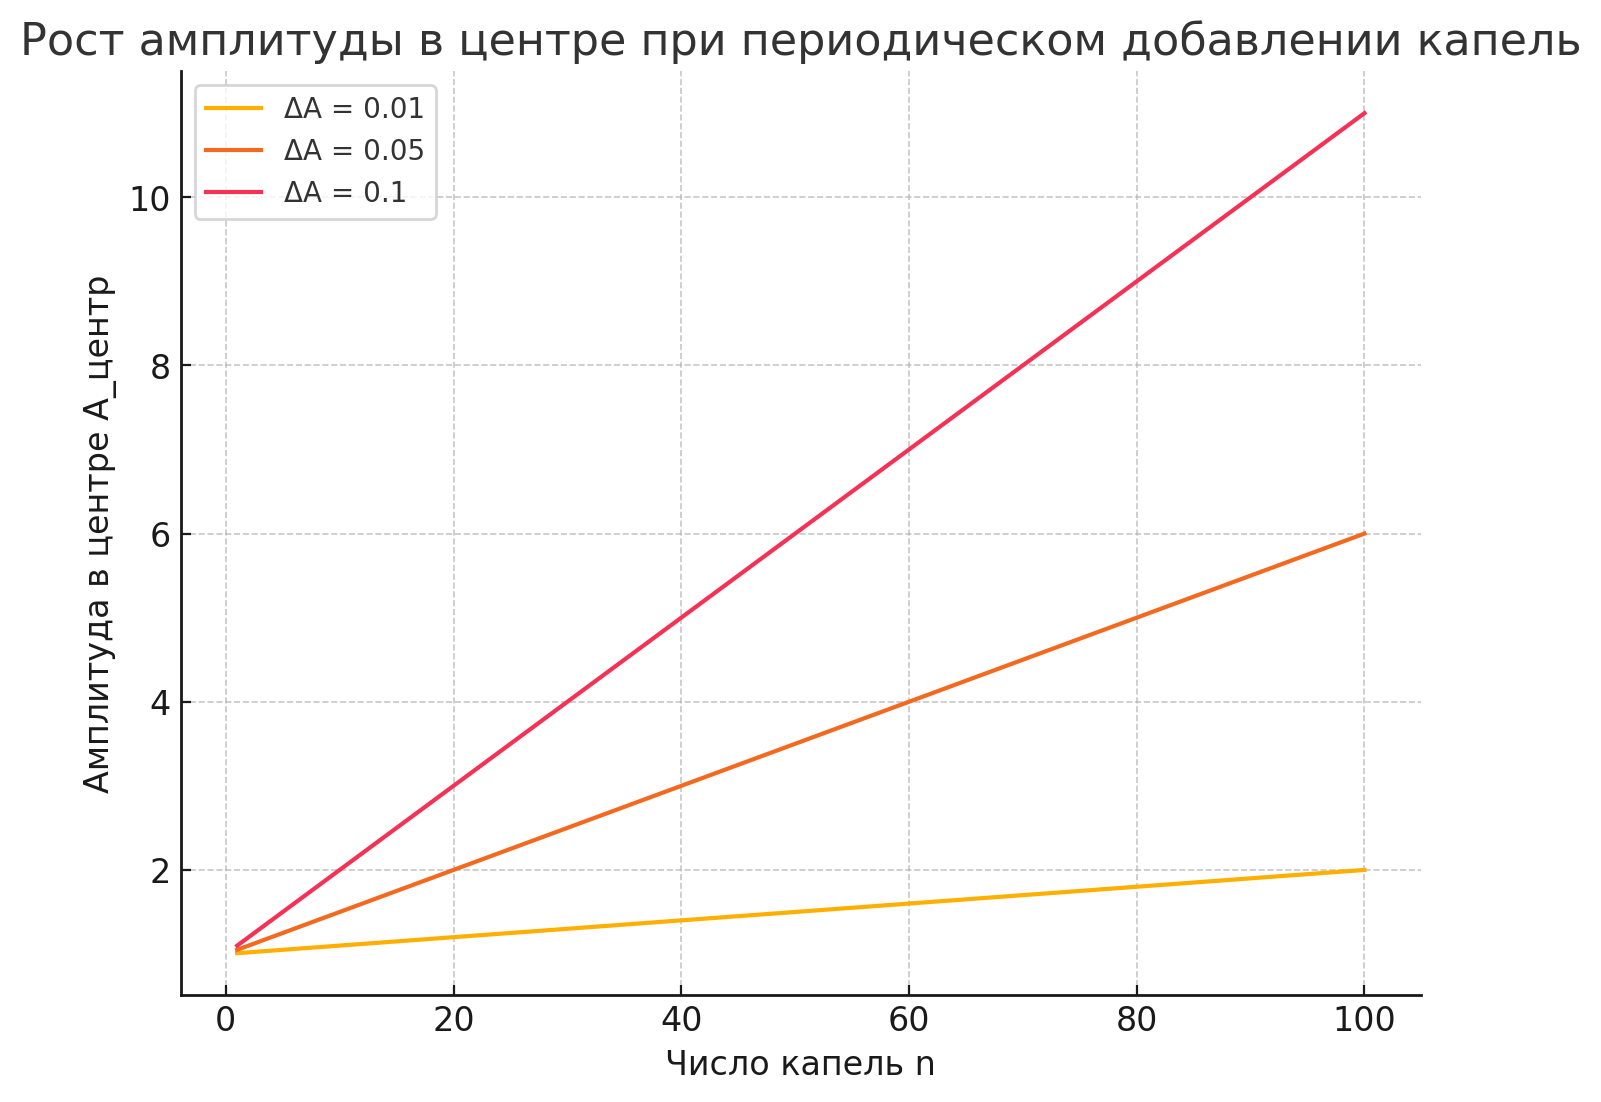 Рост амплитуды в центре при периодическом добавлении капель
ΔA = 0.01
ΔA = 0.05
ΔA = 0.1
Амплитуда в центре A_центр
10
8
6
4
2
0
20
40
60
80
100
Число капель n